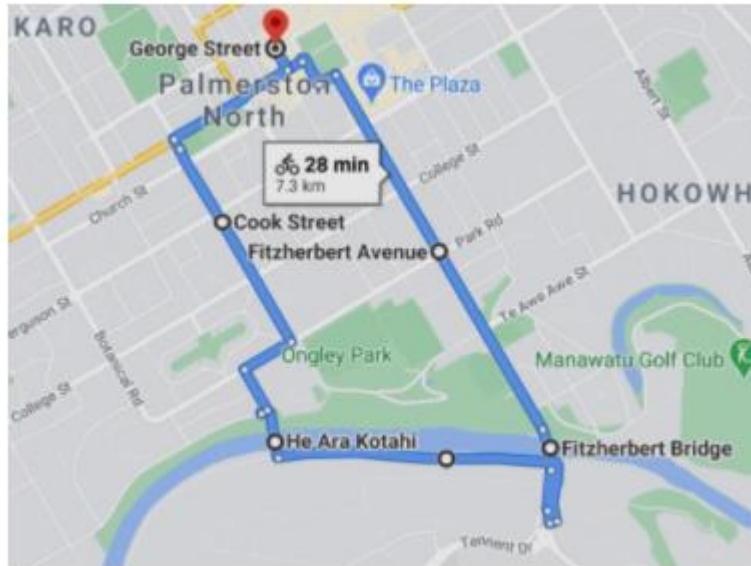 KARO
George Street
Palmerston
North
The Plaza
Albert St
28 min
7.3 km
Church St
College St
HOKOWH
Cook Street
Fitzherbert Avenue
Park Rd
Te Awe Awe St
erguson St
Botanical Rd
Ongley Park
Manawatu Golf Club
College St
He Ara Kotahi
Fitzherbert Bridge
Tennent Dr